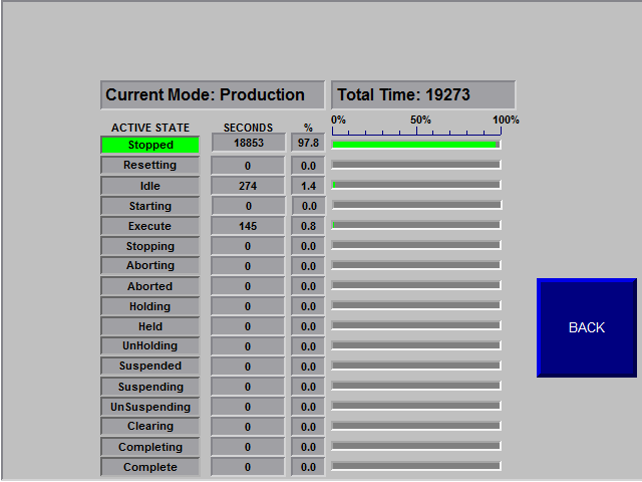 Current Mode: Production Total Time: 19273
ACTIVE STATE SECONDS % 0% 50% 100%
Stopped 18853 97.8
Resetting 0 0.0
Idle 274 1.4
Starting 0 0.0
Execute 145 0.8
Stopping 0 0.0
Aborting 0 0.0
Aborted 0 0.0
Holding 0 0.0
Held 0 0.0
UnHolding 0 0.0
Suspended 0 0.0
Suspending 0 0.0
UnSuspending 0 0.0
Clearing 0 0.0
Completing 0 0.0
Complete 0 0.0
BACK